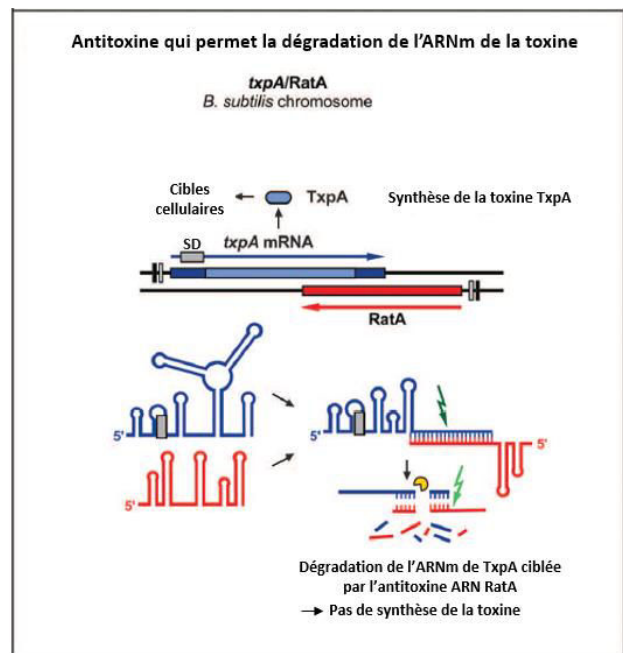 Antitoxine qui permet la dégradation de l'ARNm de la toxine
txpA/RatA
B. subtilis chromosome
Cibles
cellulaires
TxpA
Synthèse de la toxine TxpA
SD
txpA mRNA
RatA
5'
5'
5'
5'
Dégradation de l'ARNm de TxpA ciblée
par l'antitoxine ARN RatA
→ Pas de synthèse de la toxine